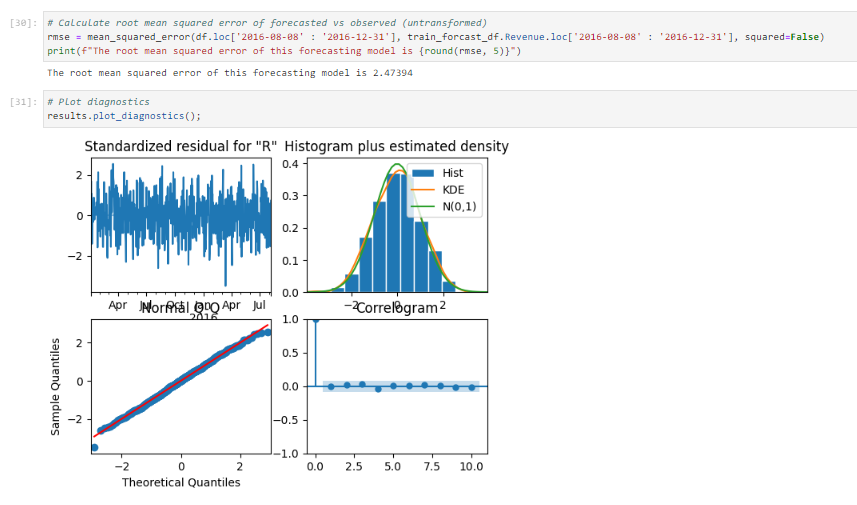 [30]:
# Calculate root mean squared error of forecasted vs observed (untransformed)
rmse = mean_squared_error(df.loc['2016-08-08' : '2016-12-31'], train_forcast_df.Revenue.loc['2016-08-08' : '2016-12-31'], squared=False)
print(f"The root mean squared error of this forecasting model is {round(rmse, 5)}")
The root mean squared error of this forecasting model is 2.47394
[31]:
# Plot diagnostics
results.plot_diagnostics();
Standardized residual for "R"
2
0
−2
Apr Jul Oct Jan Apr Jul
2016
Histogram plus estimated density
0.4
0.3
0.2
0.1
0.0
Hist
KDE
N(0,1)
−2 0 2
Normal Q-Q
Sample Quantiles
2
0
−2
−2 0 2
Theoretical Quantiles
Correlogram
1.0
0.5
0.0
−0.5
−1.0
0.0 2.5 5.0 7.5 10.0